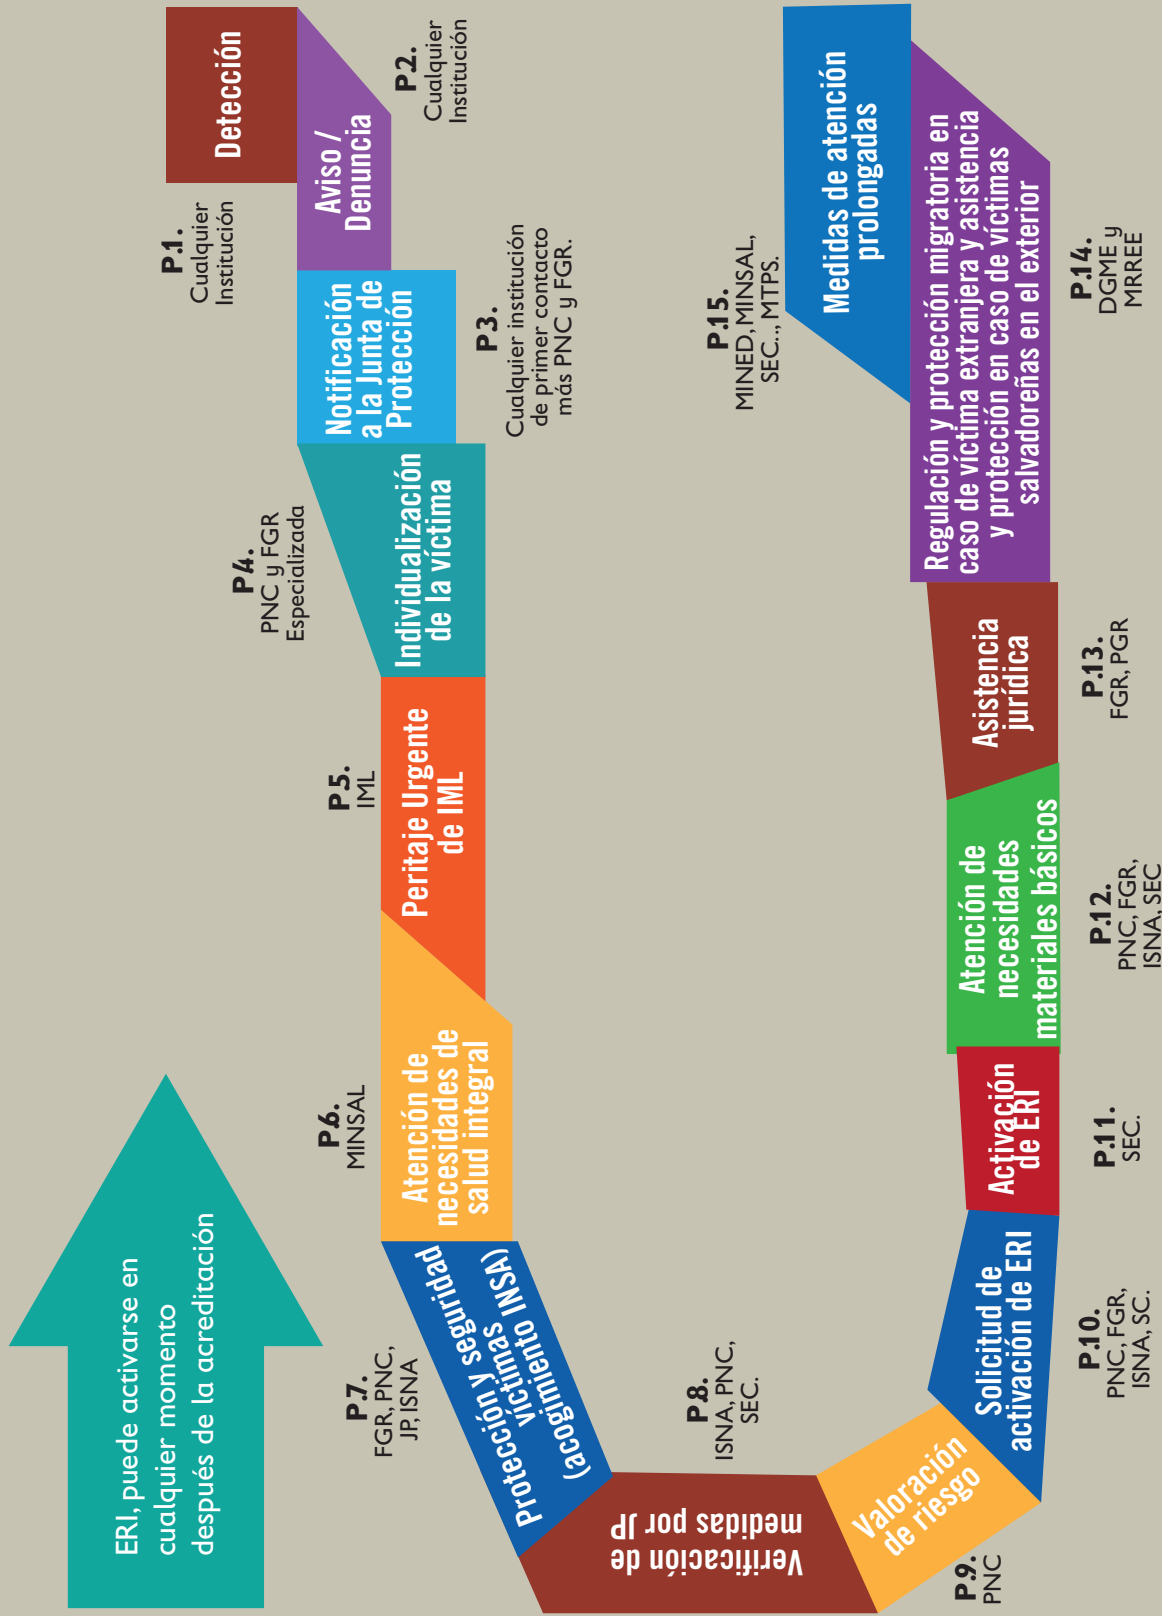 P.1.
Cualquier
Institución
Detección
Aviso /
Denuncia
P.2.
Cualquier
Institución
Notificación
a la Junta de
Protección
P.3.
Cualquier institución
de primer contacto
más PNC y FGR.
P.4.
PNC y FGR
Especializada
Individualización
de la víctima
P.5.
IML
Peritaje Urgente
de IML
P.6.
MINSAL
Atención de
necesidades de
salud integral
P.7.
FGR, PNC,
JP, ISNA
Protección y seguridad
víctimas
(acogimiento INSA)
P.8.
ISNA, PNC,
SEC.
Verificación de
medidas por JP
P.9.
PNC
Valoración
de riesgo
Solicitud de
activación de ERI
P.10.
PNC, FGR,
ISNA, SC.
Activación
de ERI
P.11.
SEC.
Atención de
necesidades
materiales básicos
P.12.
PNC, FGR,
ISNA, SEC
Asistencia
jurídica
P.13.
FGR, PGR
Regulación y protección migratoria en
caso de víctima extranjera y asistencia
y protección en caso de víctimas
salvadoreñas en el exterior
P.14.
DGME y
MRREE
P.15.
MINED, MINSAL,
SEC.., MTPS.
Medidas de atención
prolongadas
ERI, puede activarse en
cualquier momento
después de la acreditación